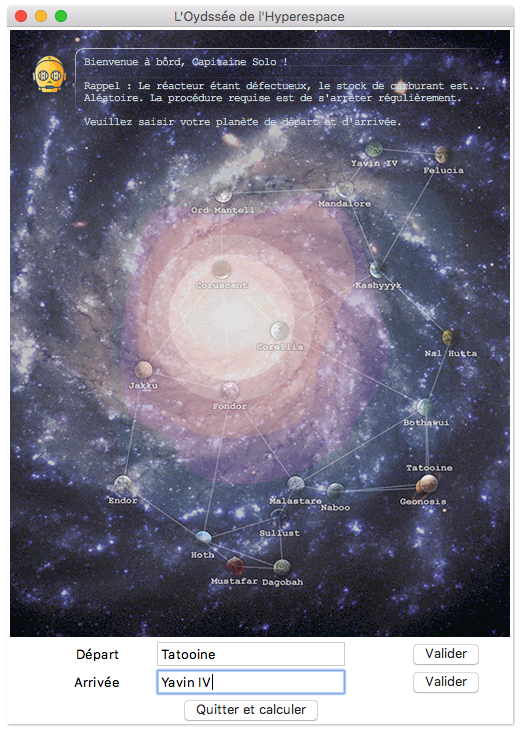 L'Oydssée de l'Hyperespace
Bienvenue à bord, Capitaine Solo !
Rappel : Le réacteur étant défectueux, le stock de carburant est...
Aléatoire. La procédure requise est de s'arrêter régulièrement.
Veuillez saisir votre planète de départ et d'arrivée.
Yavin IV
Felucia
Ord Mantell
Mandalore
Coruscant
Kashyyyk
Corellia
Nal Hutta
Jakku
Fondor
Bothawui
Tatooine
Endor
Malastare
Naboo
Geonosis
Sullust
Hoth
Mustafar
Dagobah
Départ
Tatooine
Valider
Arrivée
Yavin IV
Valider
Quitter et calculer